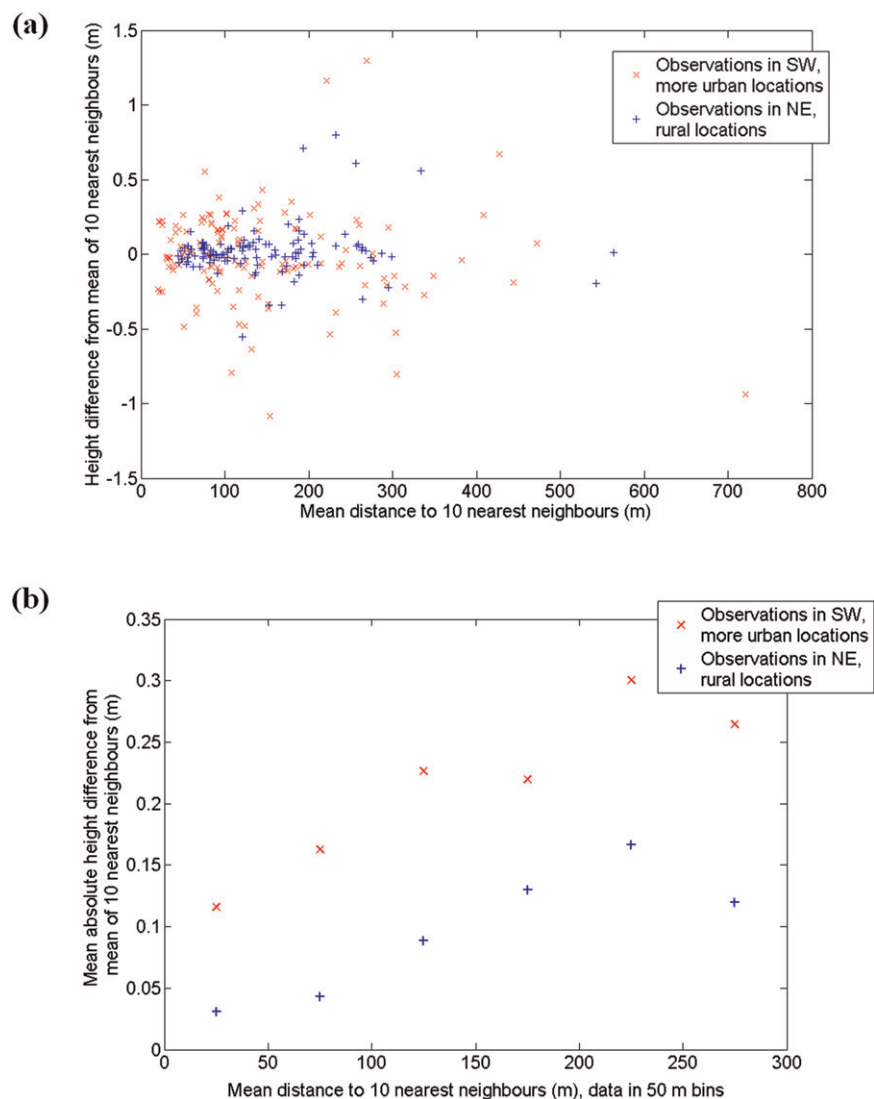 (a)
Height difference from mean of 10 nearest neighbours (m)
1.5
1
0.5
0
-0.5
-1
-1.5
Observations in SW,
more urban locations
Observations in NE,
rural locations
0 100 200 300 400 500 600 700 800
Mean distance to 10 nearest neighbours (m)
(b)
Mean absolute height difference from
mean of 10 nearest neighbours (m)
0.35
0.3
0.25
0.2
0.15
0.1
0.05
0
Observations in SW,
more urban locations
Observations in NE,
rural locations
0 50 100 150 200 250 300
Mean distance to 10 nearest neighbours (m), data in 50 m bins